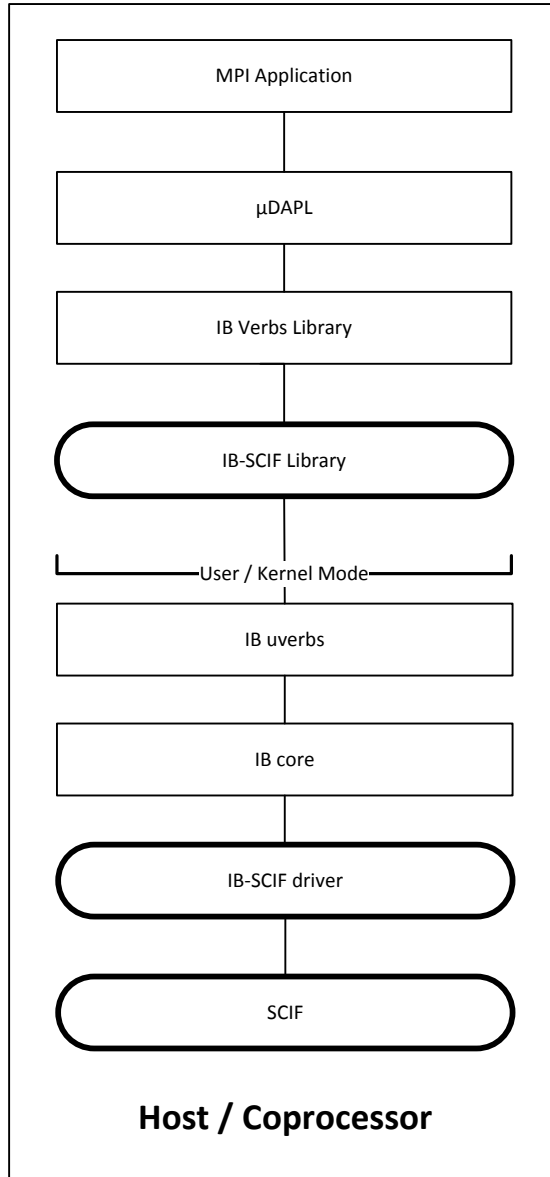 MPI Application
µDAPL
IB Verbs Library
IB-SCIF Library
User / Kernel Mode
IB uverbs
IB core
IB-SCIF driver
SCIF
Host / Coprocessor